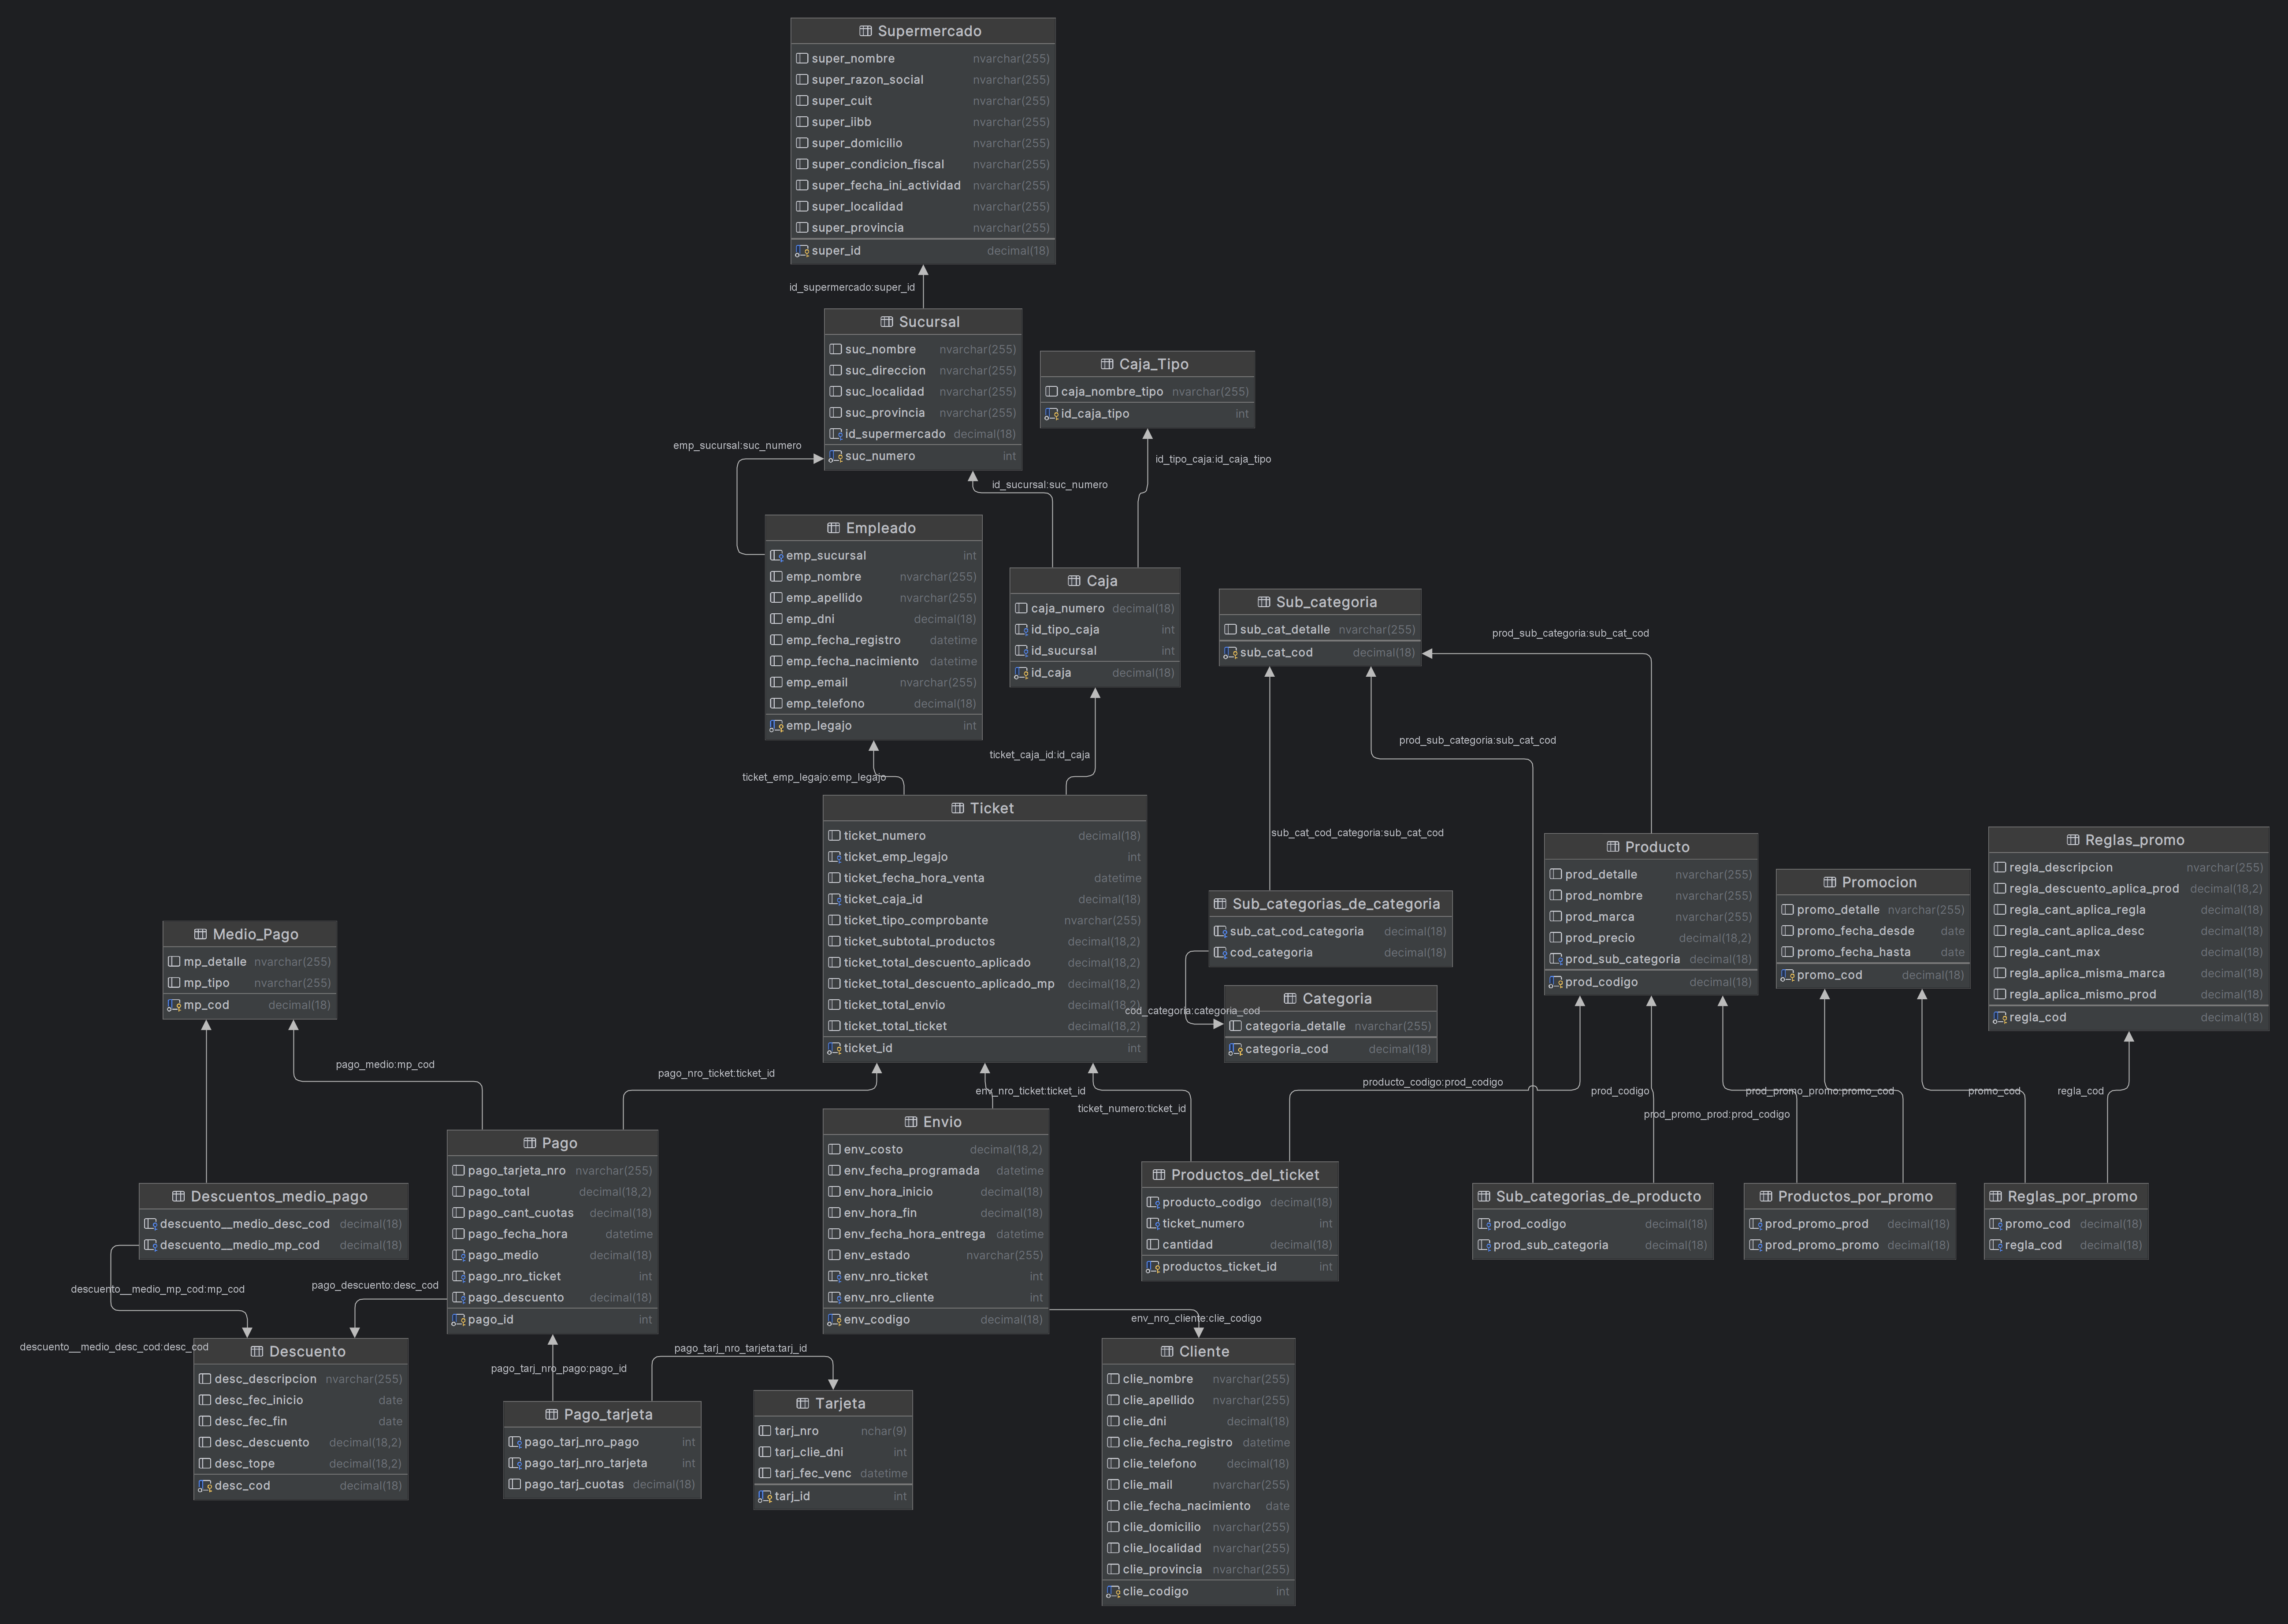 Supermercado
super_nombre nvarchar(255)
super_razon_social nvarchar(255)
super_cuit nvarchar(255)
super_iibb nvarchar(255)
super_domicilio nvarchar(255)
super_condicion_fiscal nvarchar(255)
super_fecha_ini_actividad nvarchar(255)
super_localidad nvarchar(255)
super_provincia nvarchar(255)
super_id decimal(18)
id_supermercado:super_id
Sucursal
suc_nombre nvarchar(255)
suc_direccion nvarchar(255)
suc_localidad nvarchar(255)
suc_provincia nvarchar(255)
id_supermercado decimal(18)
suc_numero int
Caja_Tipo
caja_nombre_tipo nvarchar(255)
id_caja_tipo int
emp_sucursal:suc_numero
id_sucursal:suc_numero
id_tipo_caja:id_caja_tipo
Empleado
emp_sucursal int
emp_nombre nvarchar(255)
emp_apellido nvarchar(255)
emp_dni decimal(18)
emp_fecha_registro datetime
emp_fecha_nacimiento datetime
emp_email nvarchar(255)
emp_telefono decimal(18)
emp_legajo int
Caja
caja_numero decimal(18)
id_tipo_caja int
id_sucursal int
id_caja decimal(18)
Sub_categoria
sub_cat_detalle nvarchar(255)
sub_cat_cod decimal(18)
prod_sub_categoria:sub_cat_cod
prod_sub_categoria:sub_cat_cod
ticket_emp_legajo:emp_legajo
ticket_caja_id:id_caja
sub_cat_cod_categoria:sub_cat_cod
Ticket
ticket_numero decimal(18)
ticket_emp_legajo int
ticket_fecha_hora_venta datetime
ticket_caja_id decimal(18)
ticket_tipo_comprobante nvarchar(255)
ticket_subtotal_productos decimal(18,2)
ticket_total_descuento_aplicado decimal(18,2)
ticket_total_descuento_aplicado_mp decimal(18,2)
ticket_total_envio decimal(18,2)
ticket_total_ticket decimal(18,2)
ticket_id int
Sub_categorias_de_categoria
sub_cat_cod_categoria decimal(18)
cod_categoria decimal(18)
cod_categoria:categoria_cod
Categoria
categoria_detalle nvarchar(255)
categoria_cod decimal(18)
Producto
prod_detalle nvarchar(255)
prod_nombre nvarchar(255)
prod_marca nvarchar(255)
prod_precio decimal(18,2)
prod_sub_categoria decimal(18)
prod_codigo decimal(18)
Promocion
promo_detalle nvarchar(255)
promo_fecha_desde date
promo_fecha_hasta date
promo_cod decimal(18)
Reglas_promo
regla_descripcion nvarchar(255)
regla_descuento_aplica_prod decimal(18,2)
regla_cant_aplica_regla decimal(18)
regla_cant_aplica_desc decimal(18)
regla_cant_max decimal(18)
regla_aplica_misma_marca decimal(18)
regla_aplica_mismo_prod decimal(18)
regla_cod decimal(18)
Medio_Pago
mp_detalle nvarchar(255)
mp_tipo nvarchar(255)
mp_cod decimal(18)
pago_medio:mp_cod
pago_nro_ticket:ticket_id
env_nro_ticket:ticket_id
ticket_numero:ticket_id
producto_codigo:prod_codigo
prod_codigo
prod_promo_promo:promo_cod
prod_promo_prod:prod_codigo
promo_cod
regla_cod
Pago
pago_tarjeta_nro nvarchar(255)
pago_total decimal(18,2)
pago_cant_cuotas decimal(18)
pago_fecha_hora datetime
pago_medio decimal(18)
pago_nro_ticket int
pago_descuento decimal(18)
pago_id int
Envio
env_costo decimal(18,2)
env_fecha_programada datetime
env_hora_inicio decimal(18)
env_hora_fin decimal(18)
env_fecha_hora_entrega datetime
env_estado nvarchar(255)
env_nro_ticket int
env_nro_cliente int
env_codigo decimal(18)
Productos_del_ticket
producto_codigo decimal(18)
ticket_numero int
cantidad decimal(18)
productos_ticket_id int
Sub_categorias_de_producto
prod_codigo decimal(18)
prod_sub_categoria decimal(18)
Productos_por_promo
prod_promo_prod decimal(18)
prod_promo_promo decimal(18)
Reglas_por_promo
promo_cod decimal(18)
regla_cod decimal(18)
Descuentos_medio_pago
descuento__medio_desc_cod decimal(18)
descuento__medio_mp_cod decimal(18)
descuento__medio_mp_cod:mp_cod
pago_descuento:desc_cod
descuento__medio_desc_cod:desc_cod
Descuento
desc_descripcion nvarchar(255)
desc_fec_inicio date
desc_fec_fin date
desc_descuento decimal(18,2)
desc_tope decimal(18,2)
desc_cod decimal(18)
pago_tarj_nro_pago:pago_id
pago_tarj_nro_tarjeta:tarj_id
Pago_tarjeta
pago_tarj_nro_pago int
pago_tarj_nro_tarjeta int
pago_tarj_cuotas decimal(18)
Tarjeta
tarj_nro nchar(9)
tarj_clie_dni int
tarj_fec_venc datetime
tarj_id int
env_nro_cliente:clie_codigo
Cliente
clie_nombre nvarchar(255)
clie_apellido nvarchar(255)
clie_dni decimal(18)
clie_fecha_registro datetime
clie_telefono decimal(18)
clie_mail nvarchar(255)
clie_fecha_nacimiento date
clie_domicilio nvarchar(255)
clie_localidad nvarchar(255)
clie_provincia nvarchar(255)
clie_codigo int